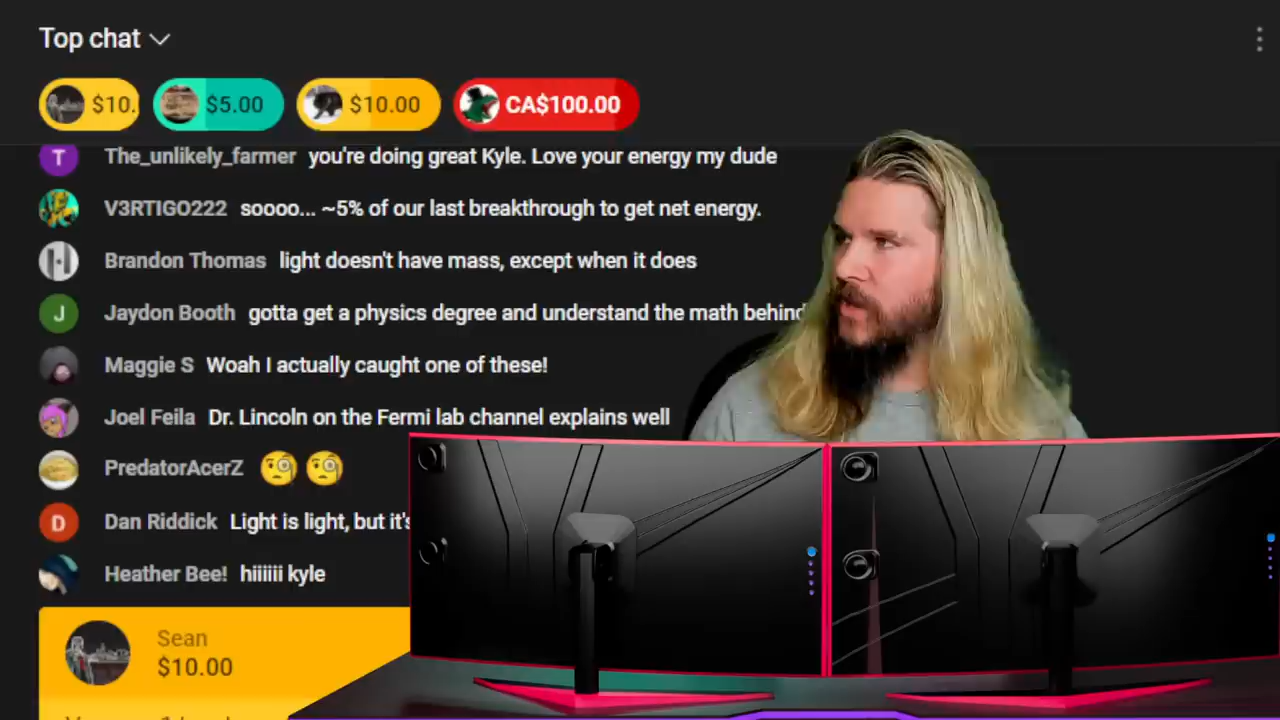 Top chat
$10.
$5.00
$10.00
CA$100.00
T
The_unlikely_farmer you're doing great Kyle. Love your energy my dude
V3RTIGO222 soooo... ~5% of our last breakthrough to get net energy.
Brandon Thomas light doesn't have mass, except when it does
J
Jaydon Booth gotta get a physics degree and understand the math behind
Maggie S Woah I actually caught one of these!
Joel Feila Dr. Lincoln on the Fermi lab channel explains well
PredatorAcerZ 🧐 🧐
D
Dan Riddick Light is light, but it's
Heather Bee! hiiiiii kyle
Sean
$10.00